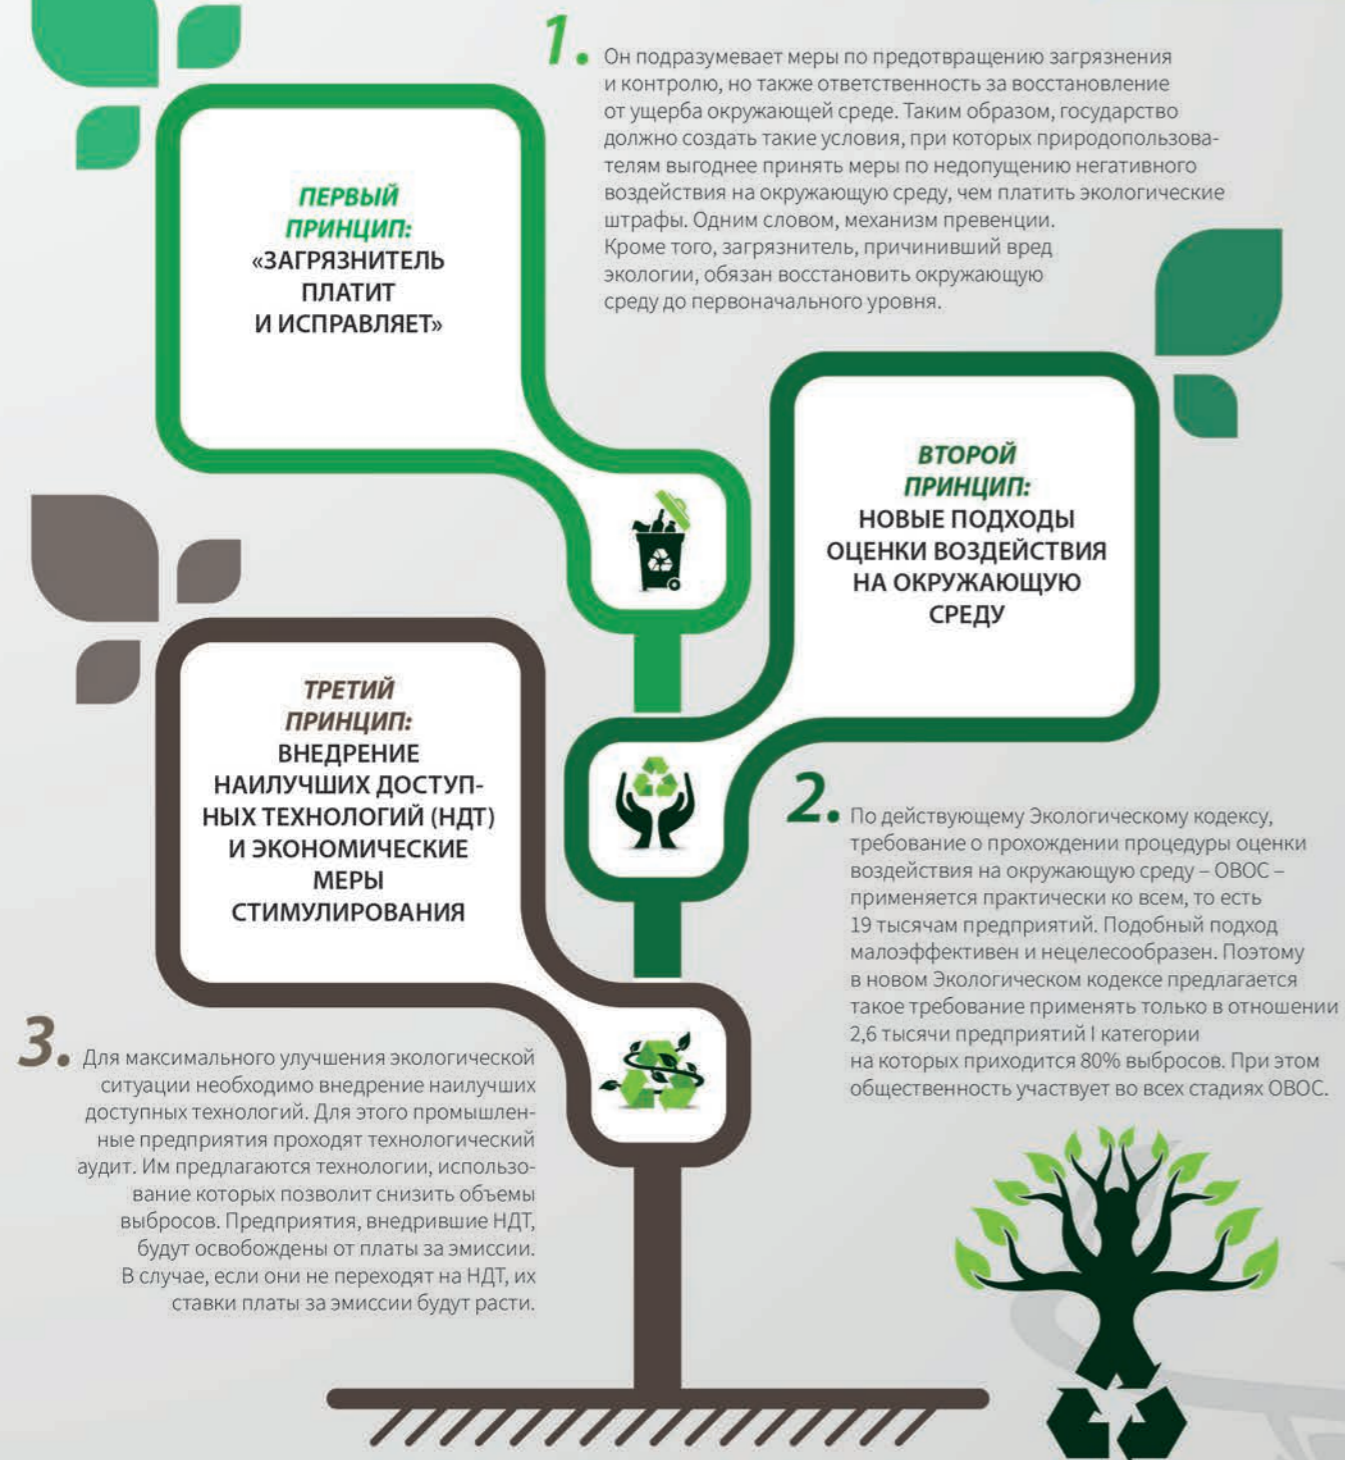 1.
Он подразумевает меры по предотвращению загрязнения
и контролю, но также ответственность за восстановление
от ущерба окружающей среде. Таким образом, государство
должно создать такие условия, при которых природопользова-
телям выгоднее принять меры по недопущению негативного
воздействия на окружающую среду, чем платить экологические
штрафы. Одним словом, механизм превенции.
Кроме того, загрязнитель, причинивший вред
экологии, обязан восстановить окружающую
среду до первоначального уровня.
ПЕРВЫЙ
ПРИНЦИП:
«ЗАГРЯЗНИТЕЛЬ
ПЛАТИТ
И ИСПРАВЛЯЕТ»
ВТОРОЙ
ПРИНЦИП:
НОВЫЕ ПОДХОДЫ
ОЦЕНКИ ВОЗДЕЙСТВИЯ
НА ОКРУЖАЮЩУЮ
СРЕДУ
2.
По действующему Экологическому кодексу,
требование о прохождении процедуры оценки
воздействия на окружающую среду – ОВОС –
применяется практически ко всем, то есть
19 тысячам предприятий. Подобный подход
малоэффективен и нецелесообразен. Поэтому
в новом Экологическом кодексе предлагается
такое требование применять только в отношении
2,6 тысячи предприятий I категории
на которых приходится 80% выбросов. При этом
общественность участвует во всех стадиях ОВОС.
ТРЕТИЙ
ПРИНЦИП:
ВНЕДРЕНИЕ
НАИЛУЧШИХ ДОСТУП-
НЫХ ТЕХНОЛОГИЙ (НДТ)
И ЭКОНОМИЧЕСКИЕ
МЕРЫ
СТИМУЛИРОВАНИЯ
3.
Для максимального улучшения экологической
ситуации необходимо внедрение наилучших
доступных технологий. Для этого промышлен-
ные предприятия проходят технологический
аудит. Им предлагаются технологии, использо-
вание которых позволит снизить объемы
выбросов. Предприятия, внедрившие НДТ,
будут освобождены от платы за эмиссии.
В случае, если они не переходят на НДТ, их
ставки платы за эмиссии будут расти.